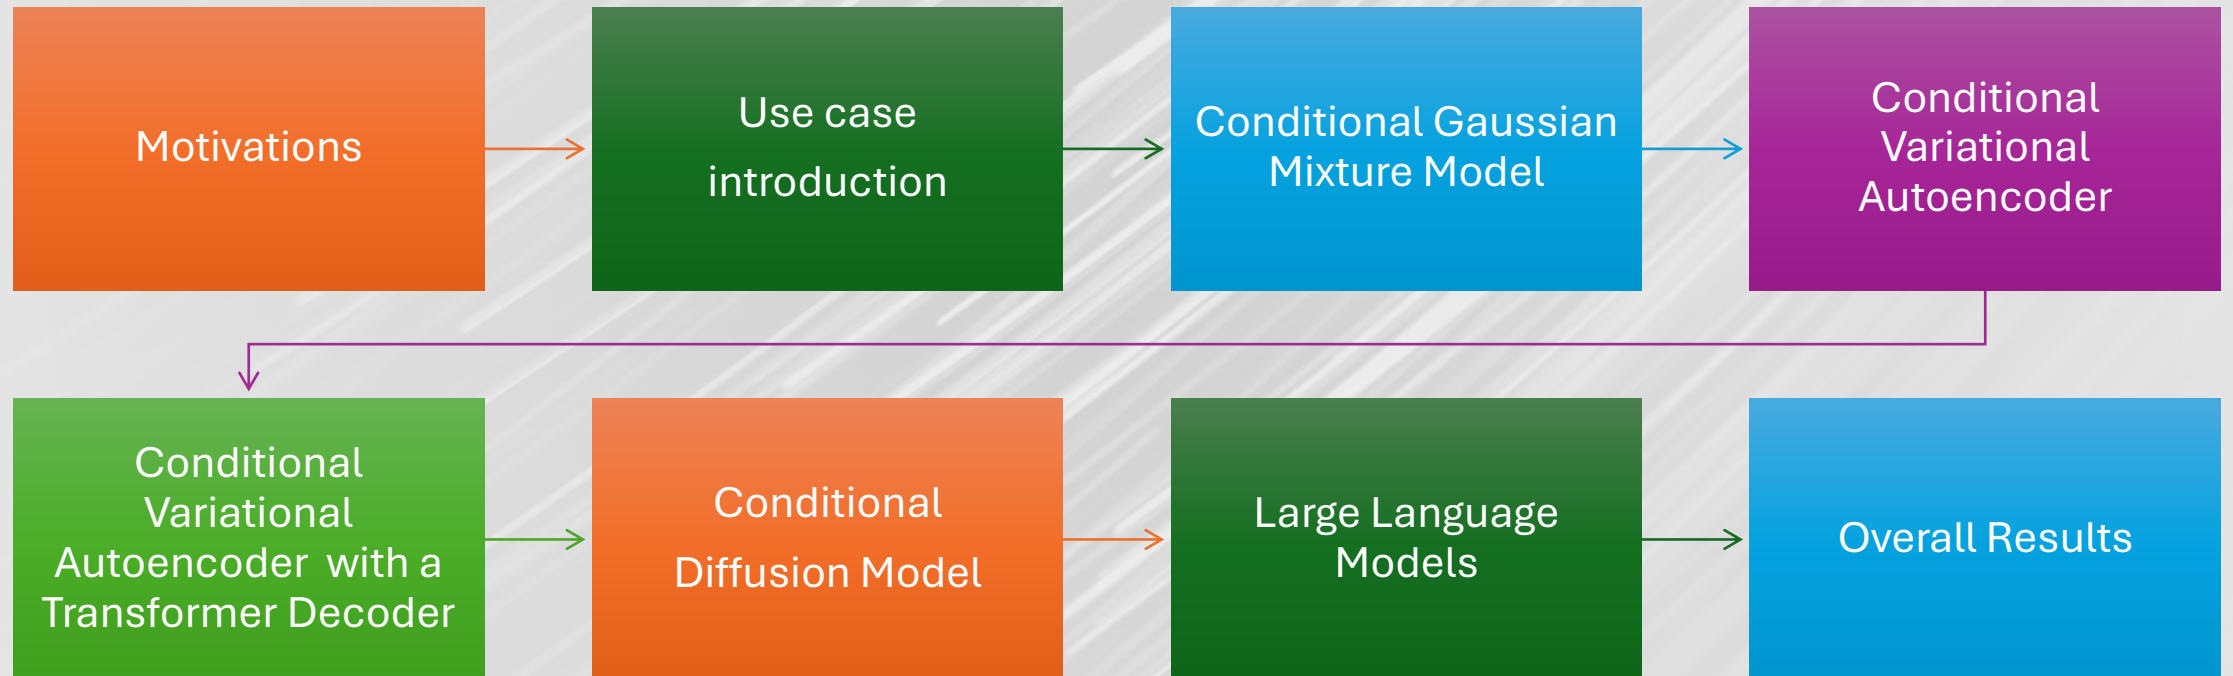 Motivations
Use case
introduction
Conditional Gaussian
Mixture Model
Conditional
Variational
Autoencoder
Conditional
Variational
Autoencoder  with a
Transformer Decoder
Conditional
Diffusion Model
Large Language
Models
Overall Results